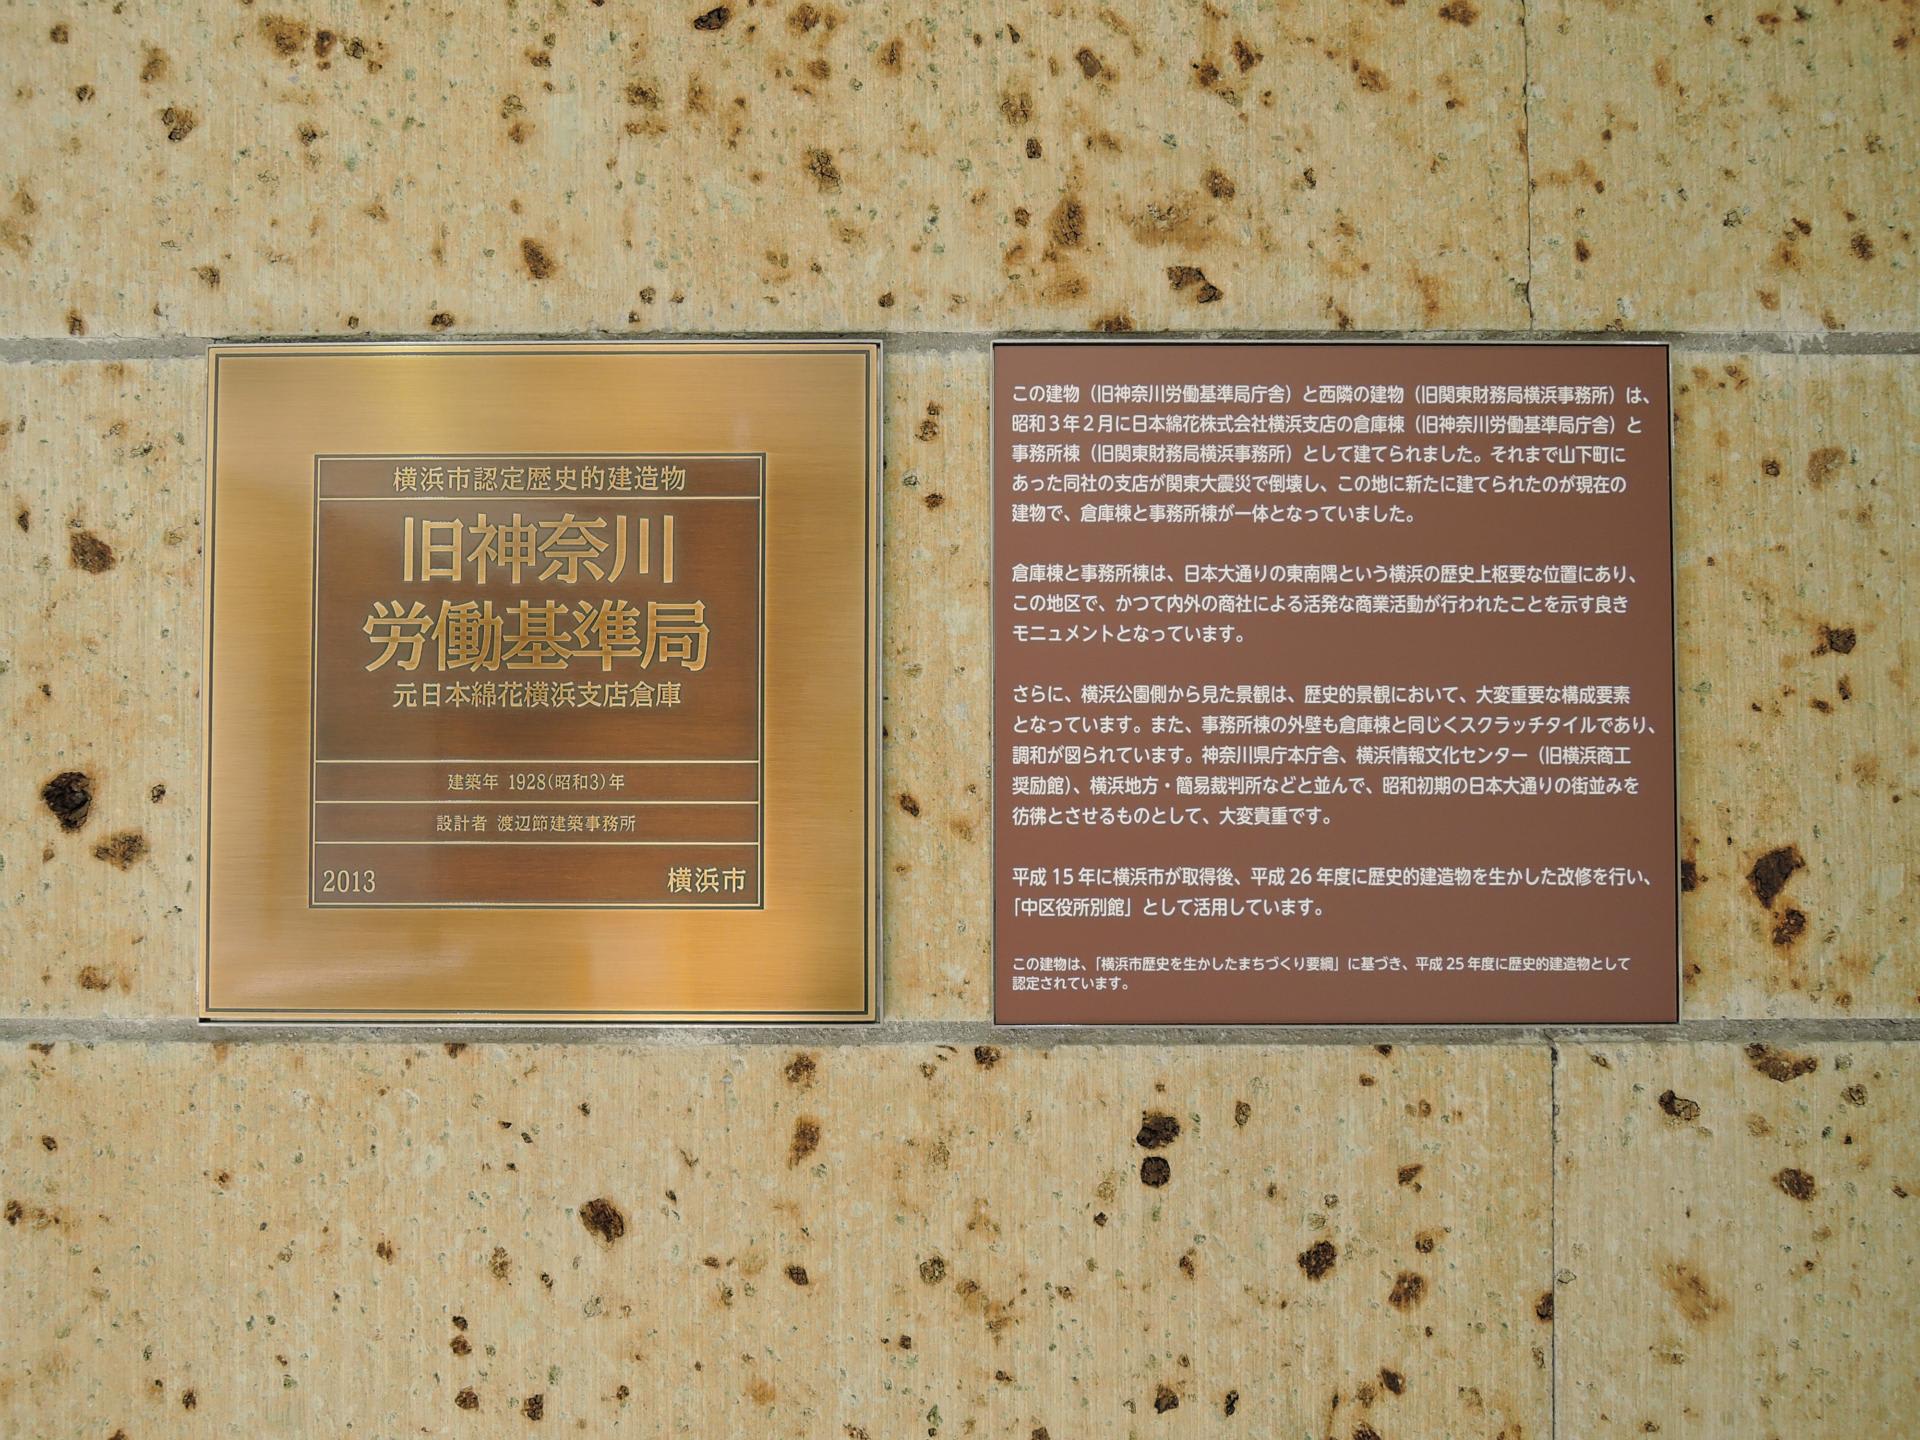 横浜市認定歴史的建造物
旧神奈川
労働基準局
元日本綿花横浜支店倉庫
建築年 1928(昭和3)年
設計者 渡辺節建築事務所
2013 横浜市
この建物（旧神奈川労働基準局庁舎）と西隣の建物（旧関東財務局横浜事務所）は、
昭和３年２月に日本綿花株式会社横浜支店の倉庫棟（旧神奈川労働基準局庁舎）と
事務所棟（旧関東財務局横浜事務所）として建てられました。それまで山下町に
あった同社の支店が関東大震災で倒壊し、この地に新たに建てられたのが現在の
建物で、倉庫棟と事務所棟が一体となっていました。
倉庫棟と事務所棟は、日本大通りの東南隅という横浜の歴史上枢要な位置にあり、
この地区で、かつて内外の商社による活発な商業活動が行われたことを示す良き
モニュメントとなっています。
さらに、横浜公園側から見た景観は、歴史的景観において、大変重要な構成要素
となっています。また、事務所棟の外壁も倉庫棟と同じくスクラッチタイルであり、
調和が図られています。神奈川県庁本庁舎、横浜情報文化センター（旧横浜商工
奨励館）、横浜地方・簡易裁判所などと並んで、昭和初期の日本大通りの街並みを
彷彿とさせるものとして、大変貴重です。
平成 15 年に横浜市が取得後、平成 26 年度に歴史的建造物を生かした改修を行い、
「中区役所別館」として活用しています。
この建物は、「横浜市歴史を生かしたまちづくり要綱」に基づき、平成 25 年度に歴史的建造物として
認定されています。